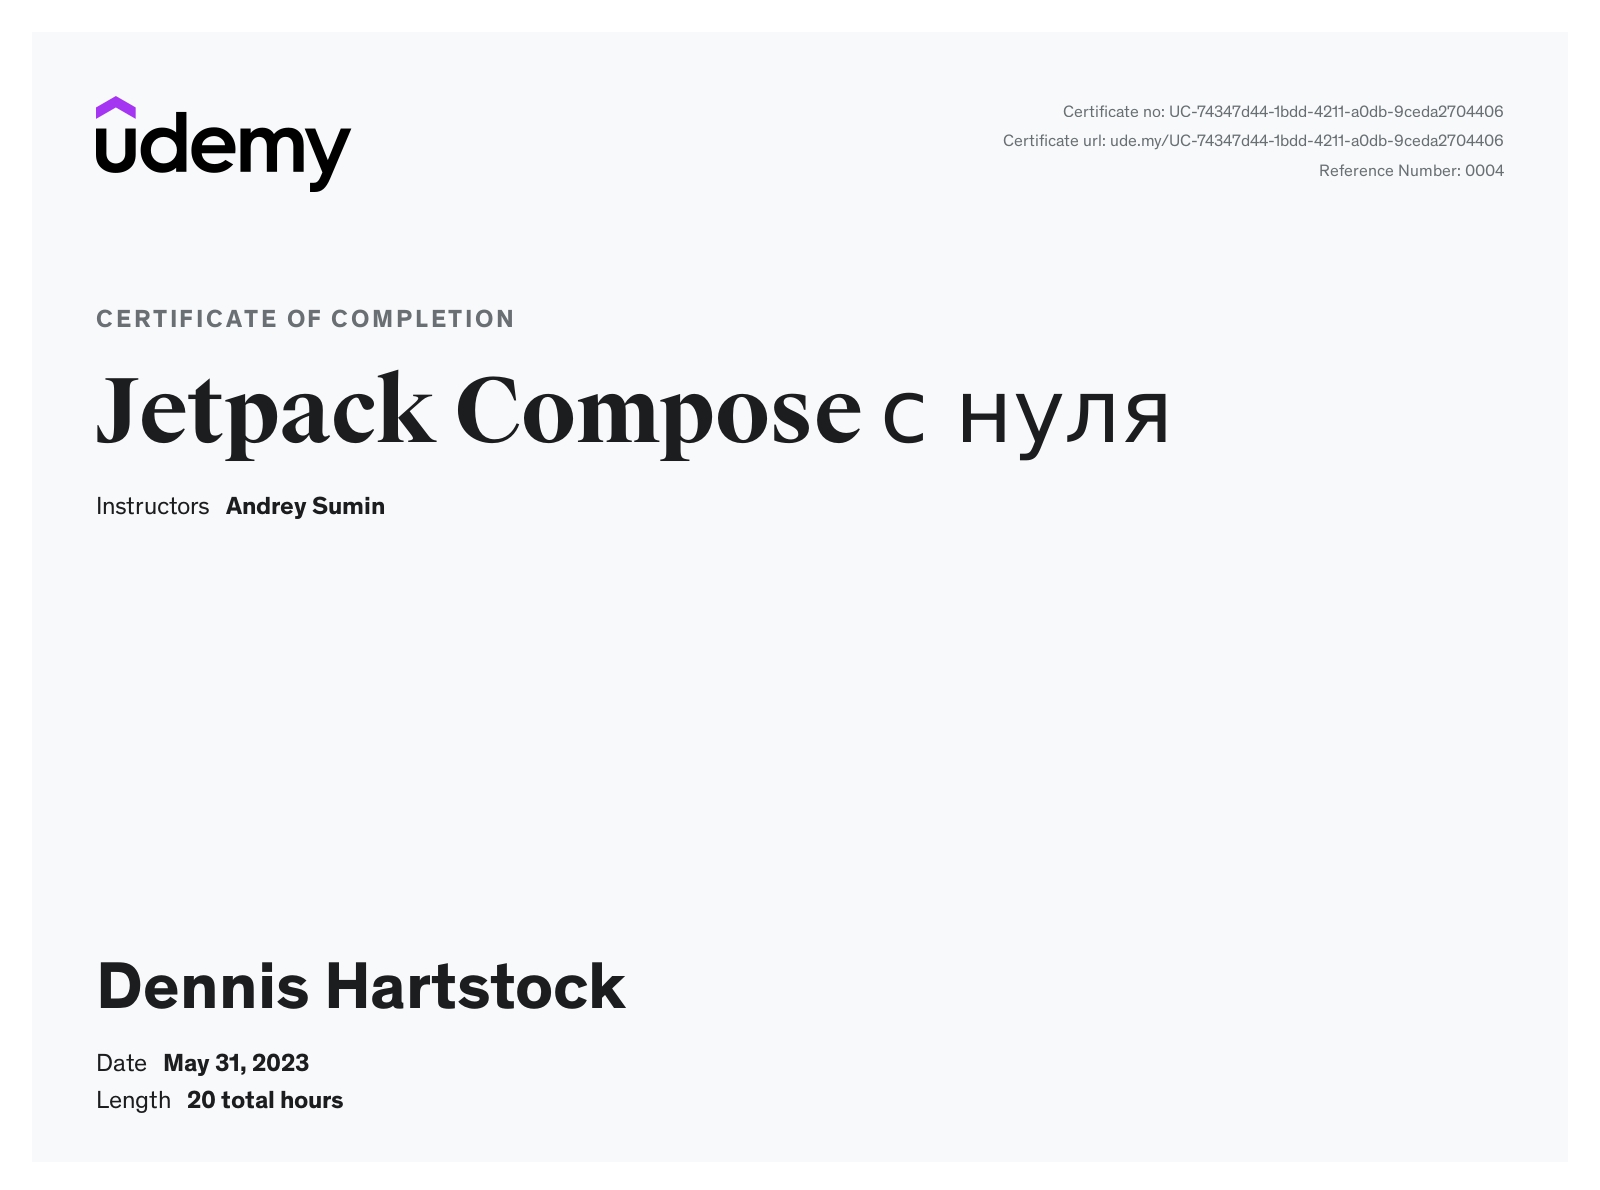 udemy
Certificate no: UC-74347d44-1bdd-4211-a0db-9ceda2704406
Certificate url: ude.my/UC-74347d44-1bdd-4211-a0db-9ceda2704406
Reference Number: 0004
CERTIFICATE OF COMPLETION
Jetpack Compose с нуля
Instructors Andrey Sumin
Dennis Hartstock
Date May 31, 2023
Length 20 total hours